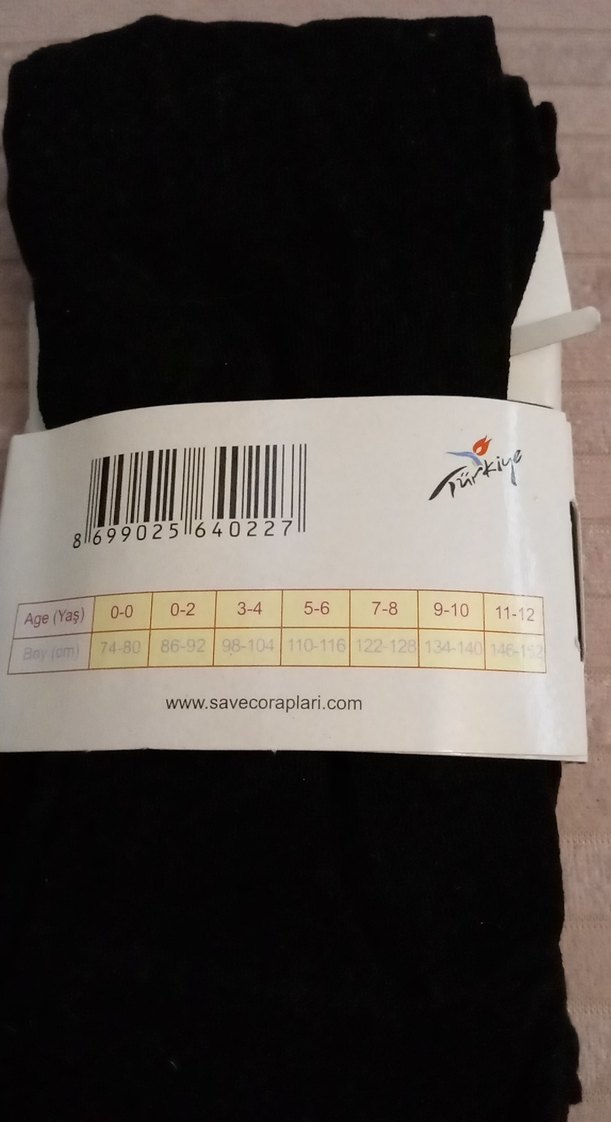 Türkiye
8 699025 640227
Age (Yaş) 0-0 0-2 3-4 5-6 7-8 9-10 11-12
Boy (cm) 74-80 86-92 98-104 110-116 122-128 134-140 146-152
www.savecoraplari.com